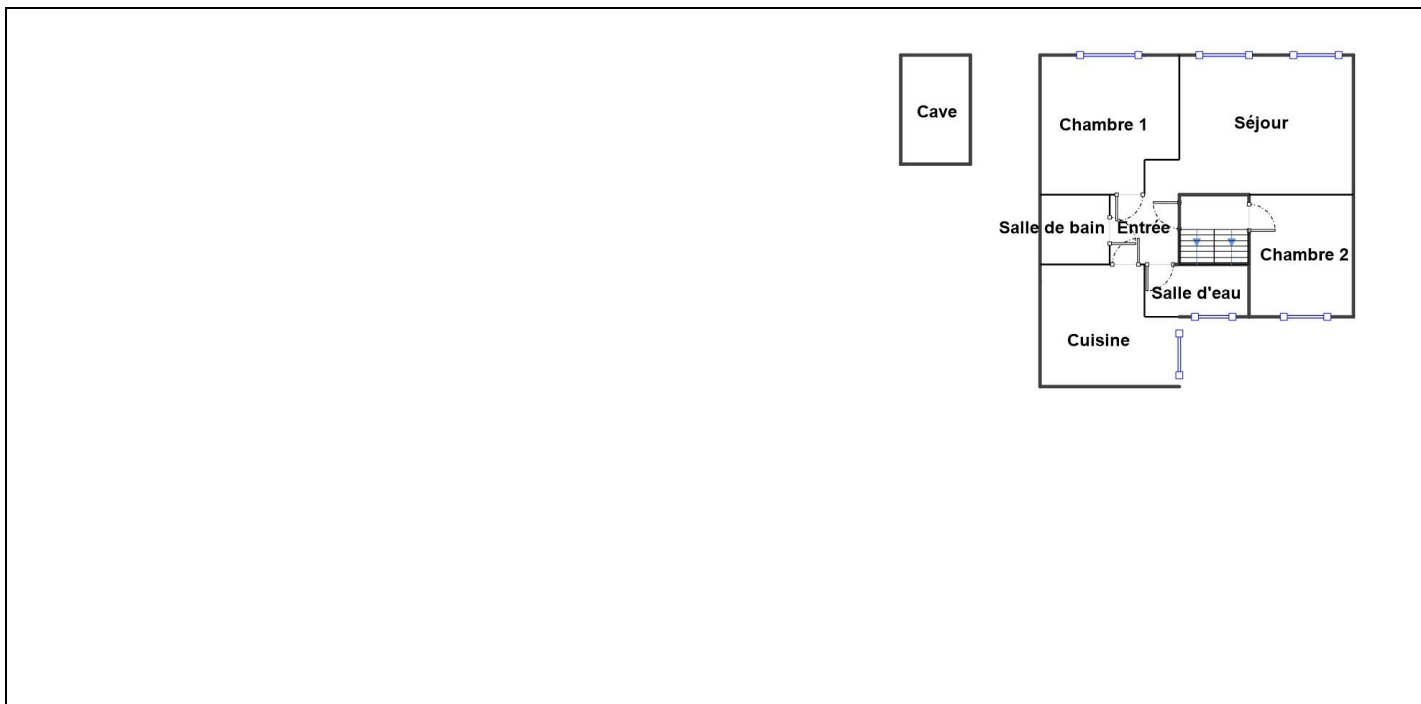 Cave
Chambre 1
Séjour
Salle de bain
Entrée
Chambre 2
Salle d'eau
Cuisine